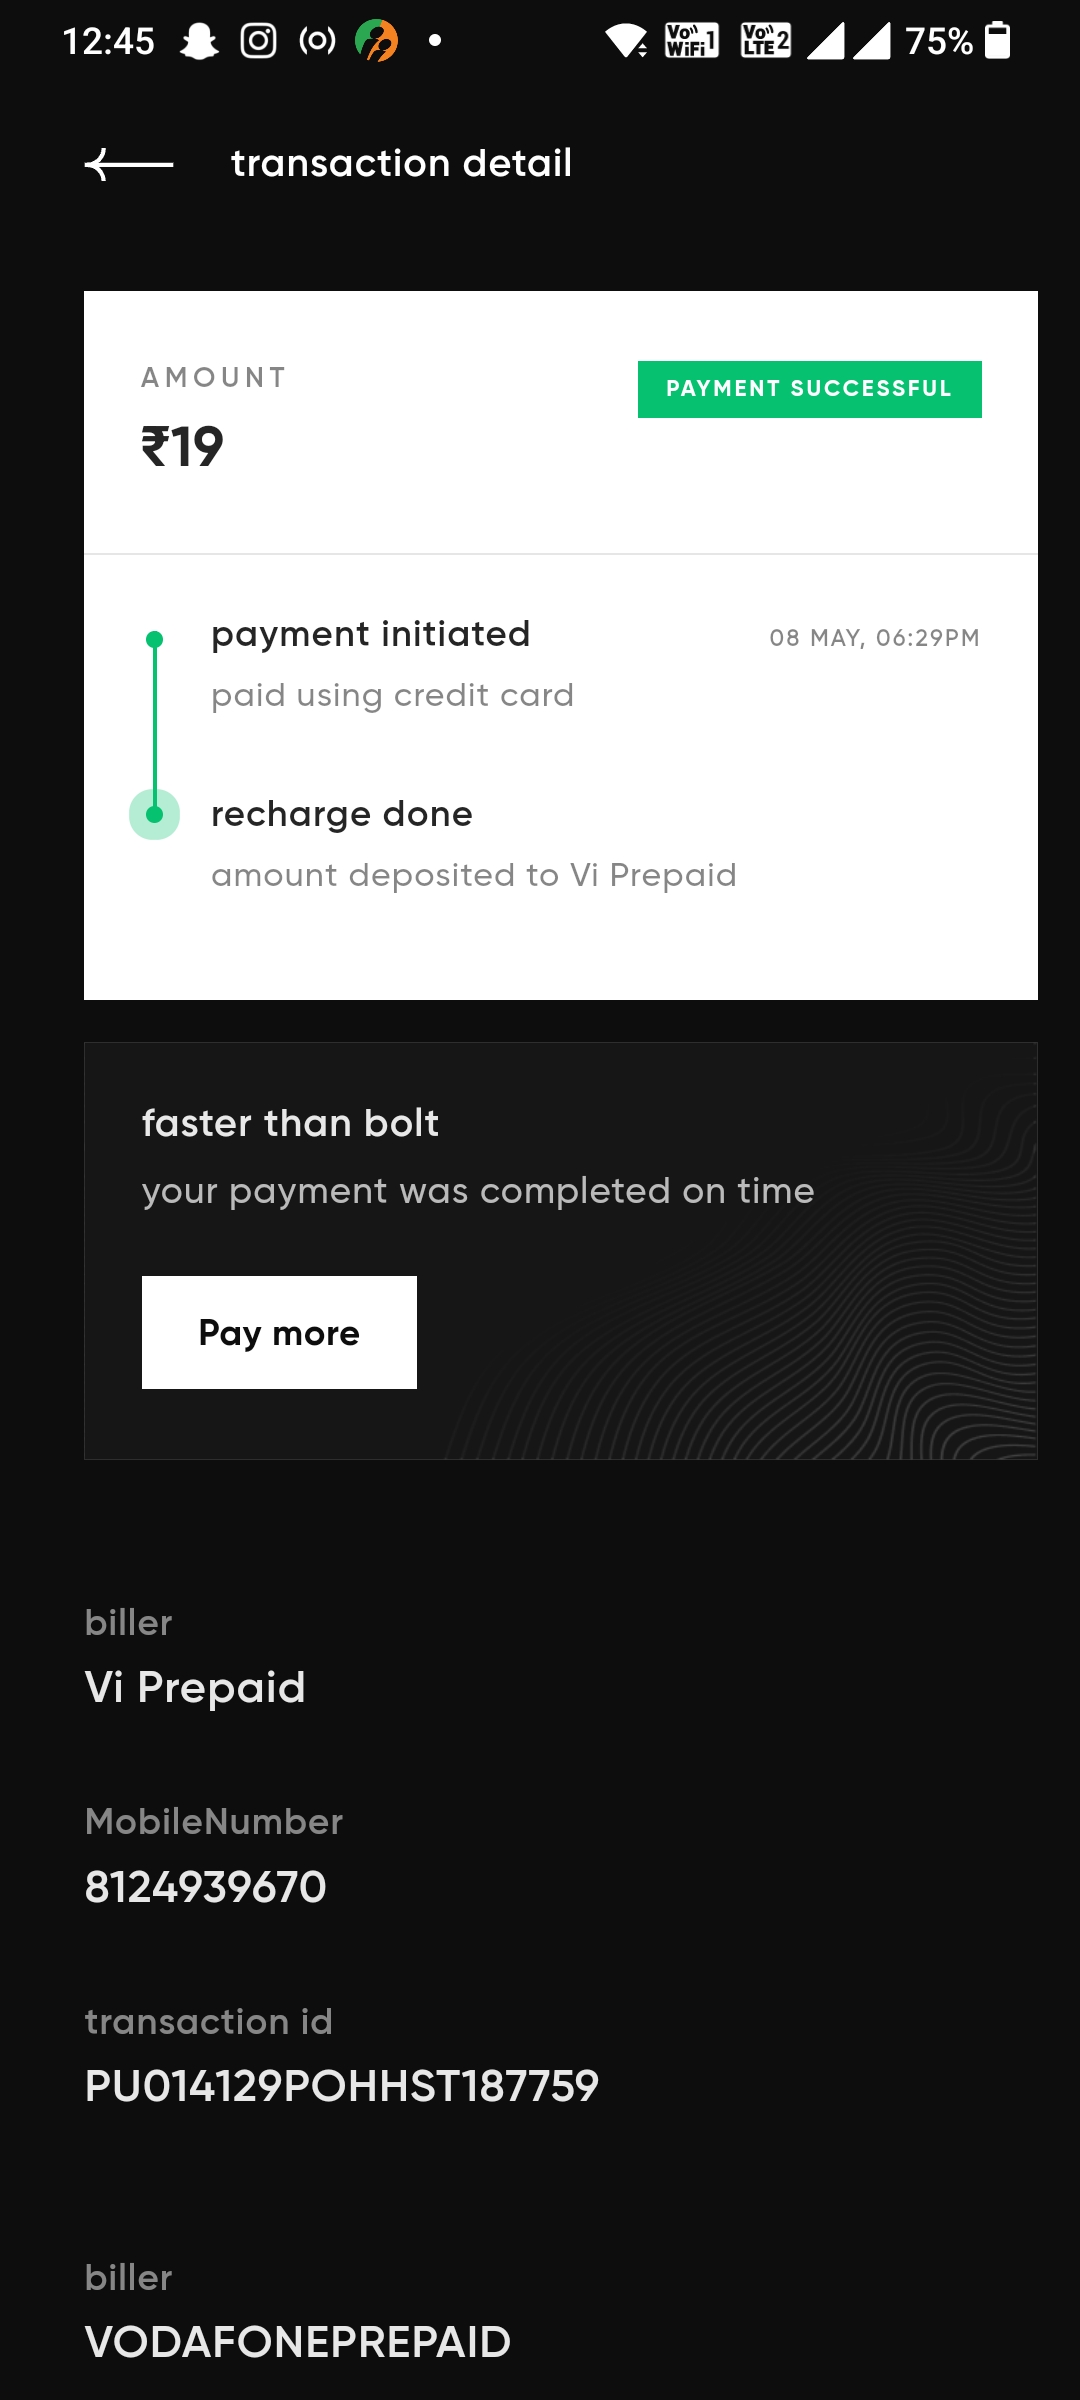 12:45 Vo)) WiFi 1 Vo)) LTE 2 75%
transaction detail
AMOUNT
PAYMENT SUCCESSFUL
₹19
payment initiated
08 MAY, 06:29PM
paid using credit card
recharge done
amount deposited to Vi Prepaid
faster than bolt
your payment was completed on time
Pay more
biller
Vi Prepaid
MobileNumber
8124939670
transaction id
PU014129POHHST187759
biller
VODAFONEPREPAID